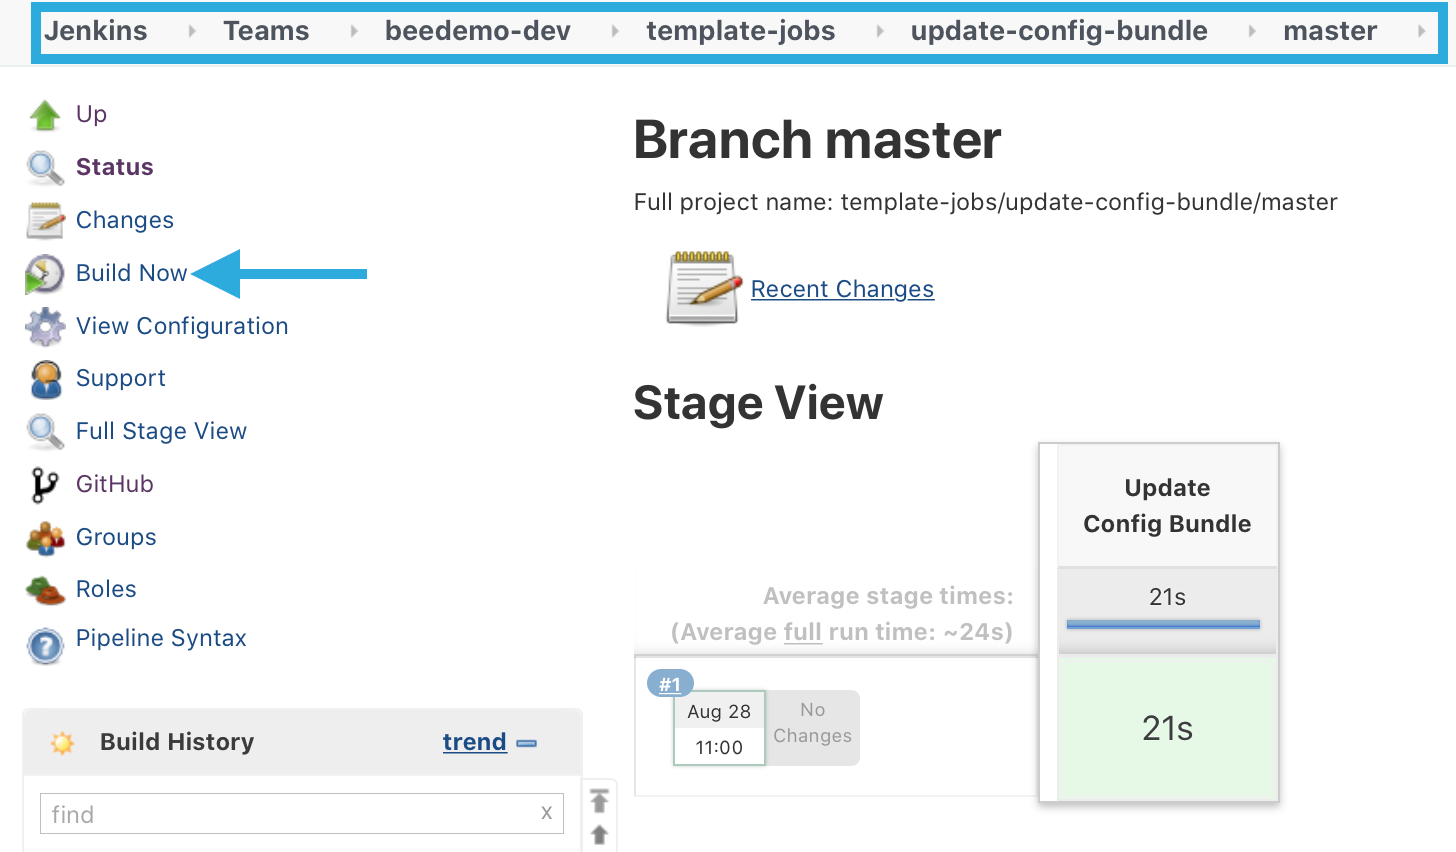 Jenkins Teams beedemo-dev template-jobs update-config-bundle master
Up
Status
Changes
Build Now
View Configuration
Support
Full Stage View
GitHub
Groups
Roles
Pipeline Syntax
Build History trend
find x
Branch master
Full project name: template-jobs/update-config-bundle/master
Recent Changes
Stage View
Update
Config Bundle
Average stage times:
(Average full run time: ~24s)
21s
#1
Aug 28
11:00
No
Changes
21s